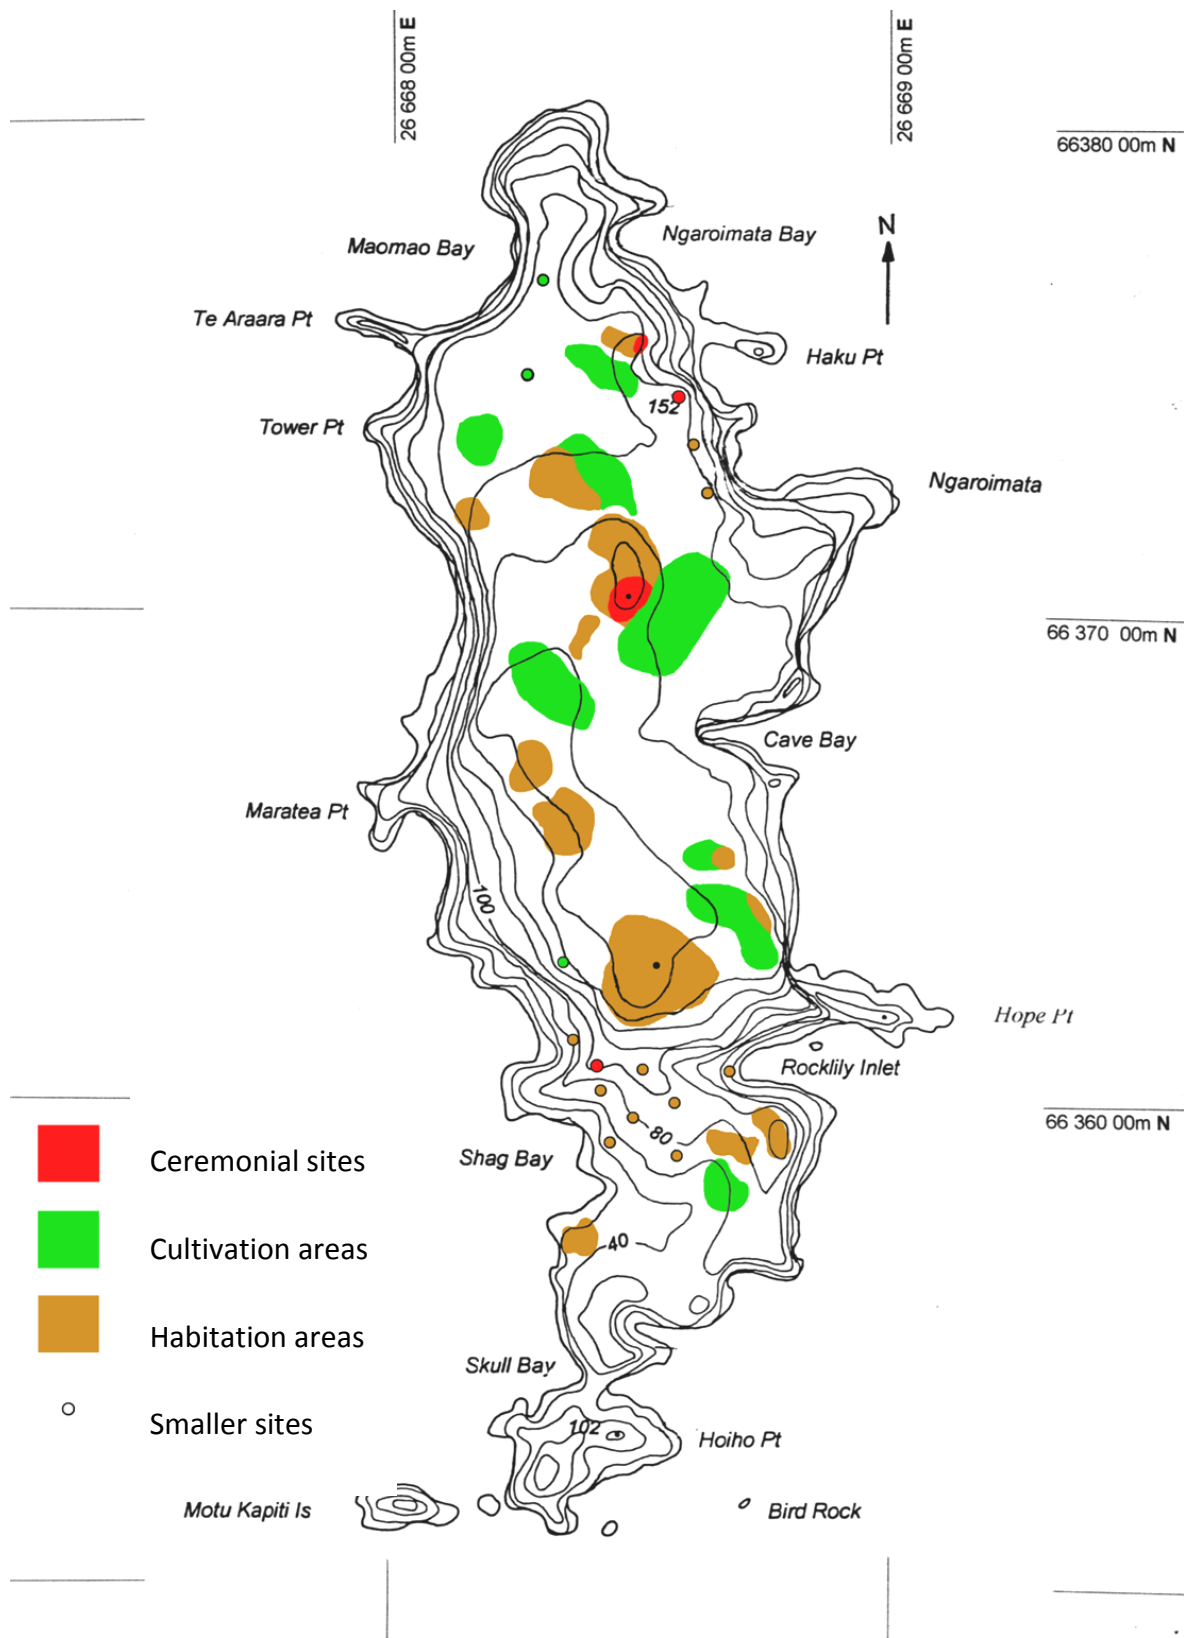 26 668 00m E
26 669 00m E
66380 00m N
N
Ngaroimata Bay
Maomao Bay
Te Araara Pt
Haku Pt
152
Tower Pt
Ngaroimata
66 370 00m N
Cave Bay
Maratea Pt
100
Hope Pt
Rocklily Inlet
66 360 00m N
80
Shag Bay
40
Ceremonial sites
Cultivation areas
Habitation areas
Smaller sites
Skull Bay
102
Hoiho Pt
Motu Kapiti Is
Bird Rock